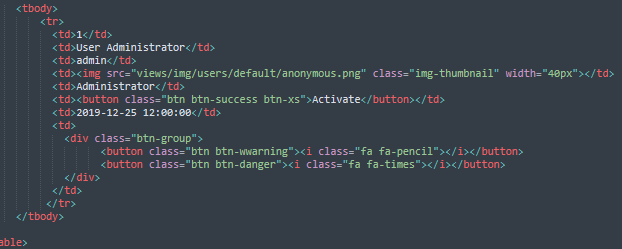 <tbody>
<tr>
<td>1</td>
<td>User Administrator</td>
<td>admin</td>
<td><img src="views/img/users/default/anonymous.png" class="img-thumbnail" width="40px"></td>
<td>Administrator</td>
<td><button class="btn btn-success btn-xs">Activate</button></td>
<td>2019-12-25 12:00:00</td>
<td>
<div class="btn-group">
<button class="btn btn-wwarning"><i class="fa fa-pencil"></i></button>
<button class="btn btn-danger"><i class="fa fa-times"></i></button>
</div>
</td>
</tr>
</tbody>
able>